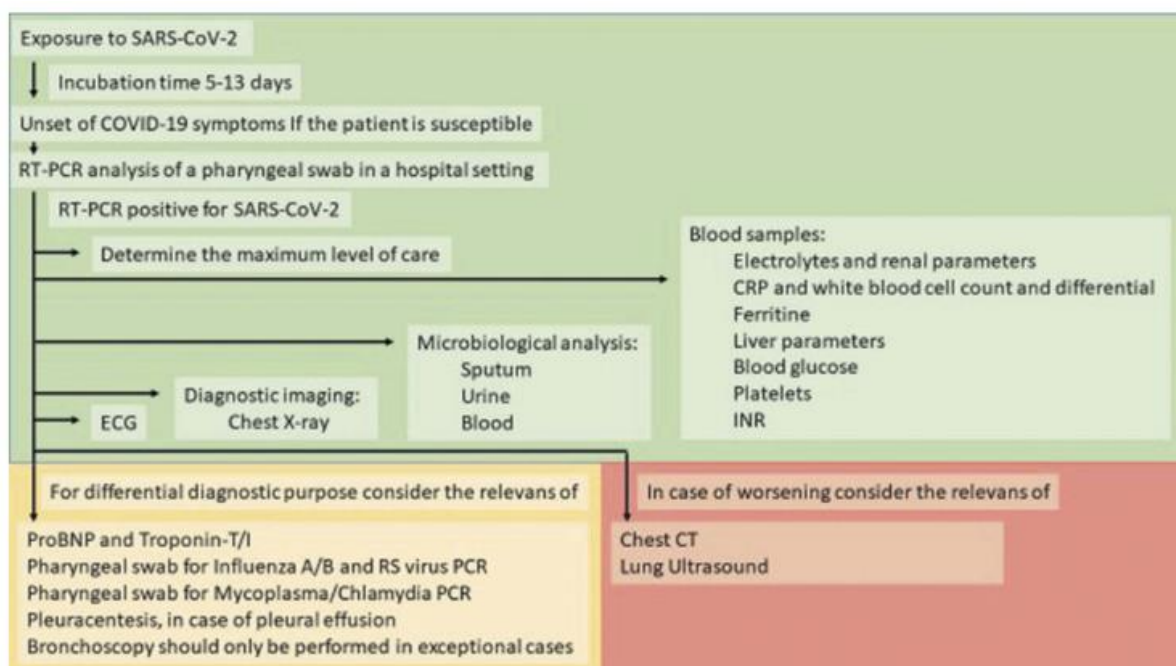 Exposure to SARS-CoV-2
Incubation time 5-13 days
Unset of COVID-19 symptoms If the patient is susceptible
RT-PCR analysis of a pharyngeal swab in a hospital setting
RT-PCR positive for SARS-CoV-2
Determine the maximum level of care
Blood samples:
Electrolytes and renal parameters
CRP and white blood cell count and differential
Ferritine
Liver parameters
Blood glucose
Platelets
INR
Microbiological analysis:
Sputum
Urine
Blood
Diagnostic imaging:
Chest X-ray
ECG
For differential diagnostic purpose consider the relevans of
ProBNP and Troponin-T/I
Pharyngeal swab for Influenza A/B and RS virus PCR
Pharyngeal swab for Mycoplasma/Chlamydia PCR
Pleuracentesis, in case of pleural effusion
Bronchoscopy should only be performed in exceptional cases
In case of worsening consider the relevans of
Chest CT
Lung Ultrasound